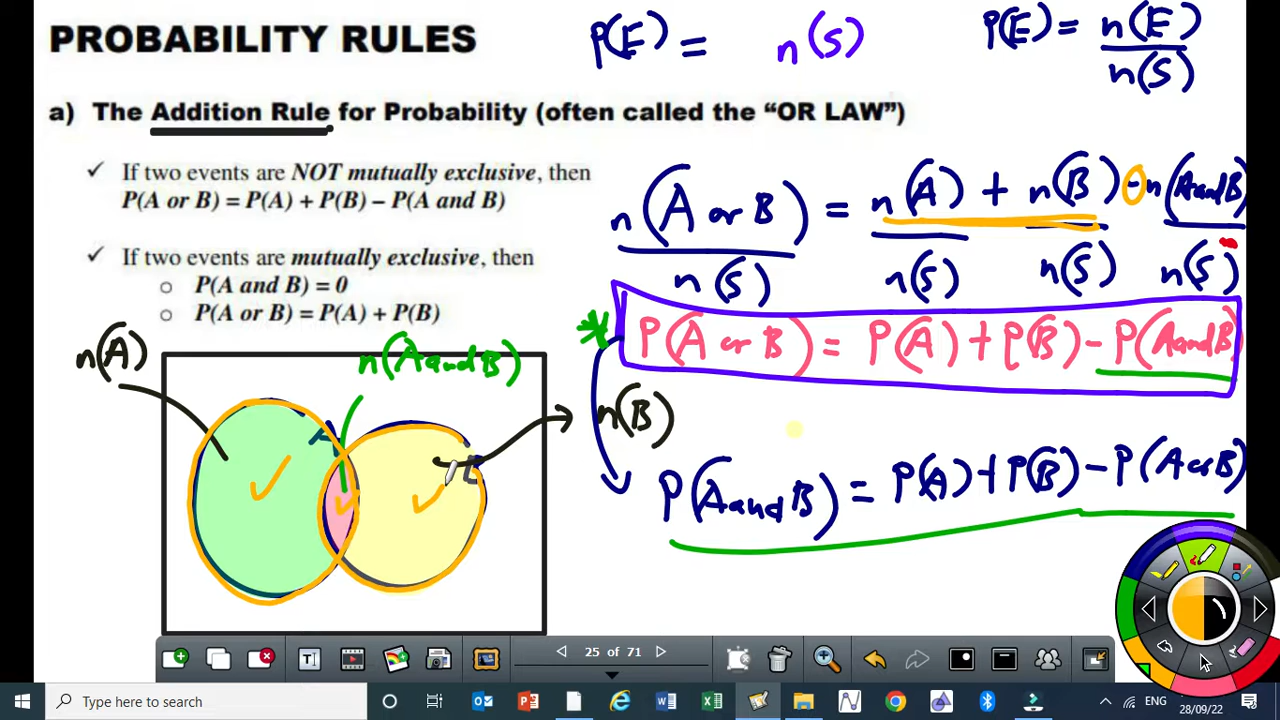 PROBABILITY RULES
P(E) = n(S)
P(E) = n(E)
n(S)
a) The Addition Rule for Probability (often called the “OR LAW”)
✓ If two events are NOT mutually exclusive, then
P(A or B) = P(A) + P(B) – P(A and B)
n(A or B) = n(A) + n(B) - n(A and B)
n(S) n(S) n(S) n(S)
✓ If two events are mutually exclusive, then
○ P(A and B) = 0
○ P(A or B) = P(A) + P(B)
* P(A or B) = P(A) + P(B) - P(A and B)
n(A)
n(A and B)
n(B)
A
P(A and B) = P(A) + P(B) - P(A or B)
25 of 71
Type here to search
ENG
09:02
28/09/22